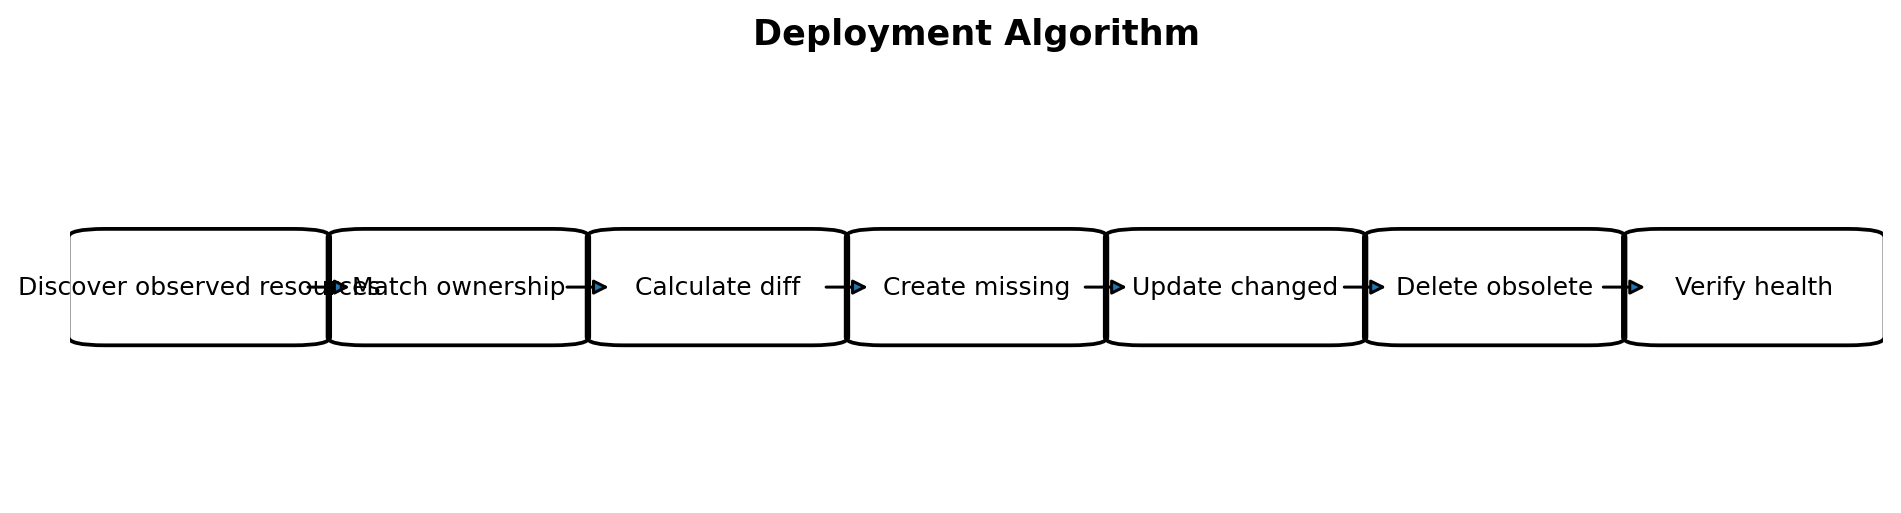 Deployment Algorithm
Discover observed resources
Match ownership
Calculate diff
Create missing
Update changed
Delete obsolete
Verify health